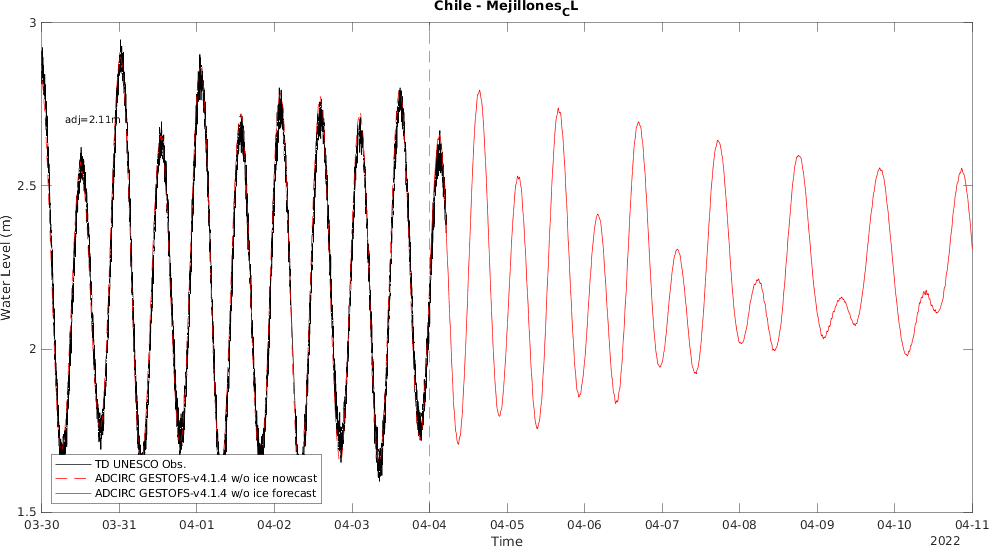 Chile - Mejillones_CL
3
2.5
2
1.5
Water Level (m)
adj=2.11m
TD UNESCO Obs.
ADCIRC GESTOFS-v4.1.4 w/o ice nowcast
ADCIRC GESTOFS-v4.1.4 w/o ice forecast
03-30 03-31 04-01 04-02 04-03 04-04 04-05 04-06 04-07 04-08 04-09 04-10 04-11
Time
2022